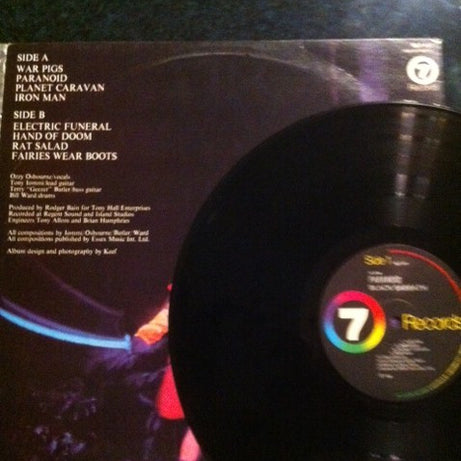 SIDE A
WAR PIGS
PARANOID
PLANET CARAVAN
IRON MAN
SIDE B
ELECTRIC FUNERAL
HAND OF DOOM
RAT SALAD
FAIRIES WEAR BOOTS
Ozzy Osbourne/vocals
Tony Iommi/lead guitar
Terry "Geezer" Butler/bass guitar
Bill Ward/drums
Produced by Rodger Bain for Tony Hall Enterprises
Recorded at Regent Sound and Island Studios
Engineers Tony Allom and Brian Humphries
All compositions by Iommi/Osbourne/Butler/Ward
All compositions published by Essex Music Int. Ltd.
Album design and photography by Keef
7
Side 1
PARANOID
BLACK SABBATH
7 Records